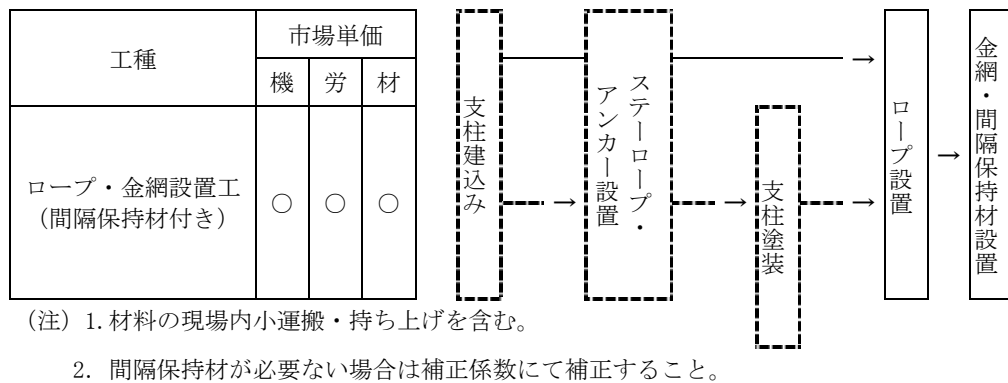 工種
市場単価
機 労 材
ロープ・金網設置工
(間隔保持材付き)
○ ○ ○
支柱建込み
ステーロープ・
アンカー設置
支柱塗装
ロープ設置
金網・間隔保持材設置
(注) 1.材料の現場内小運搬・持ち上げを含む。
2. 間隔保持材が必要ない場合は補正係数にて補正すること。